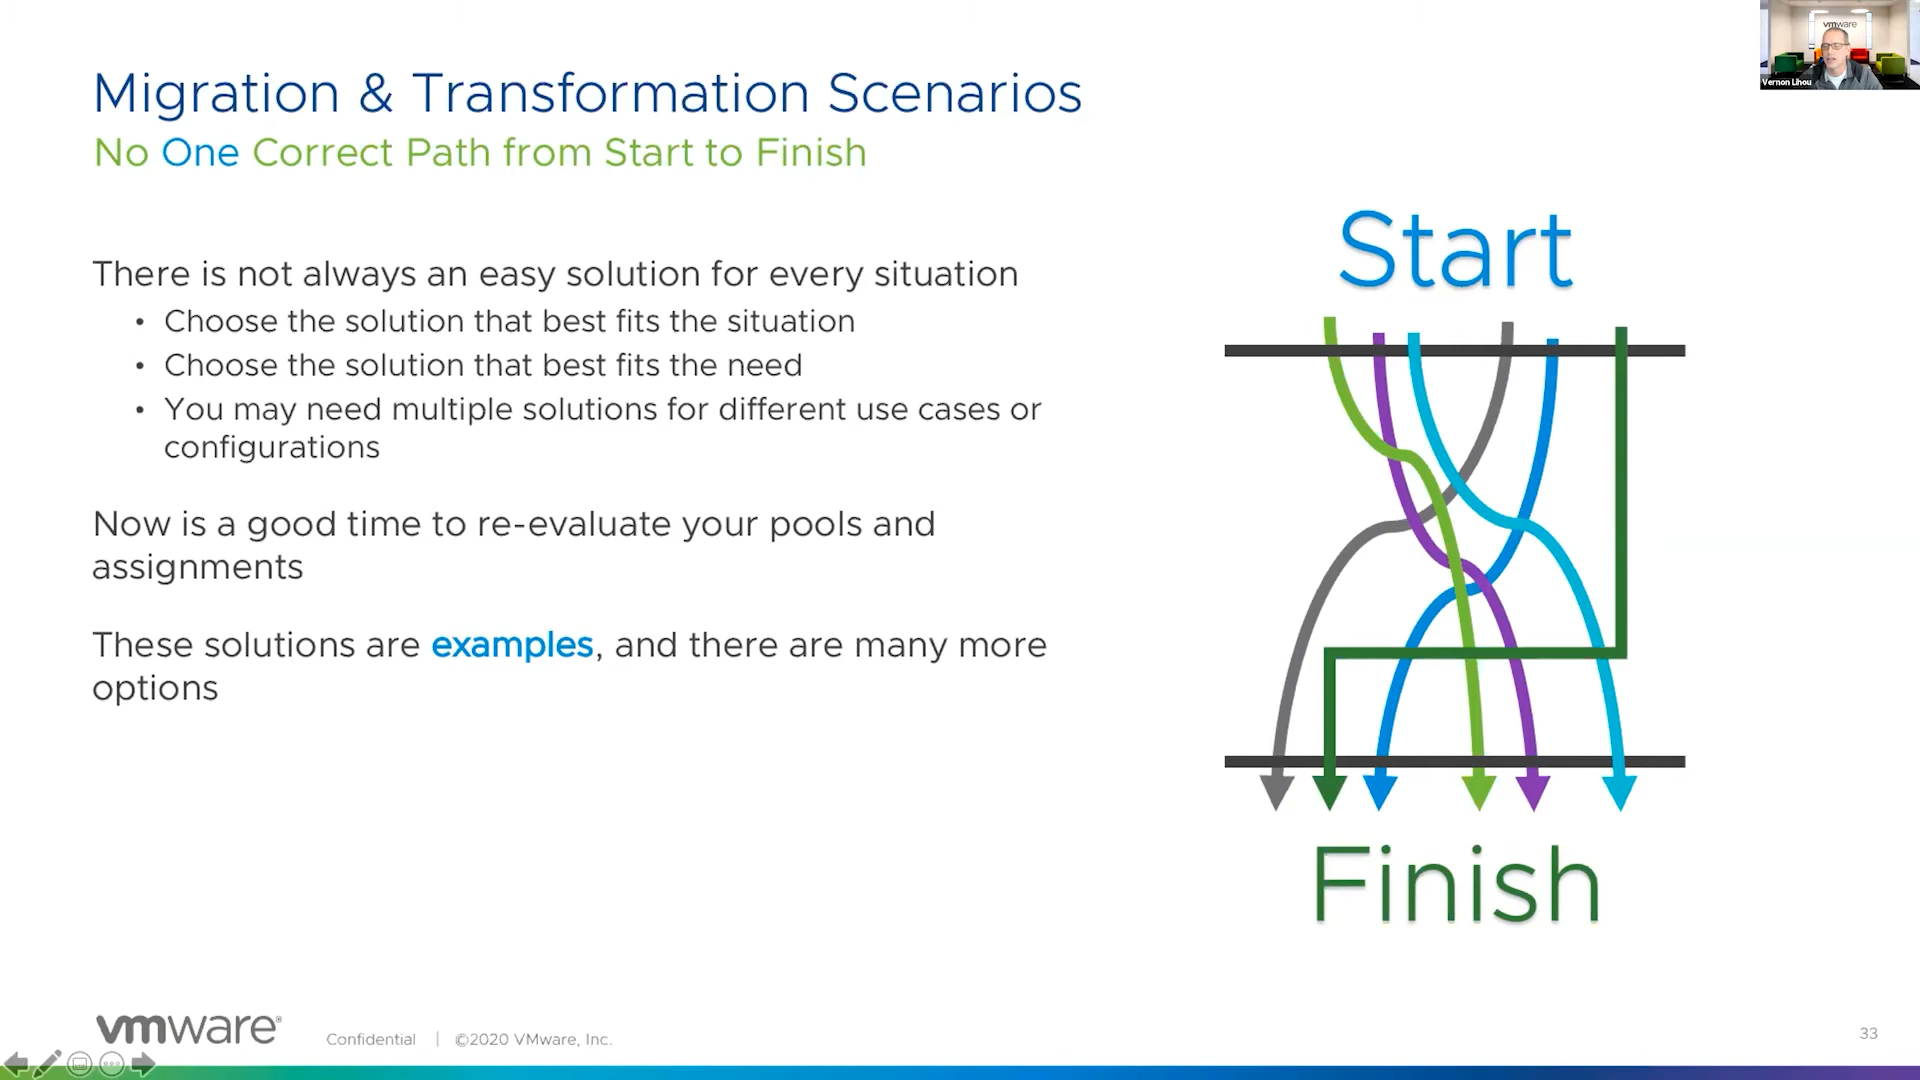 vmware
Vernon Lihou
Migration & Transformation Scenarios
No One Correct Path from Start to Finish
There is not always an easy solution for every situation
• Choose the solution that best fits the situation
• Choose the solution that best fits the need
• You may need multiple solutions for different use cases or
configurations
Now is a good time to re-evaluate your pools and
assignments
These solutions are examples, and there are many more
options
Start
Finish
vmware®
Confidential | ©2020 VMware, Inc.
33